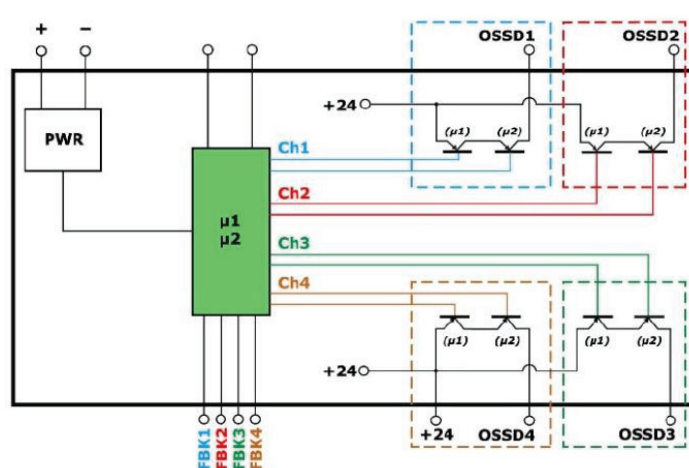 + −
OSSD1 OSSD2
+24 (µ1) (µ2) (µ1) (µ2)
PWR
Ch1
Ch2
µ1
µ2
Ch3
Ch4
(µ1) (µ2) (µ1) (µ2)
+24
+24 OSSD4 OSSD3
FBK1
FBK2
FBK3
FBK4